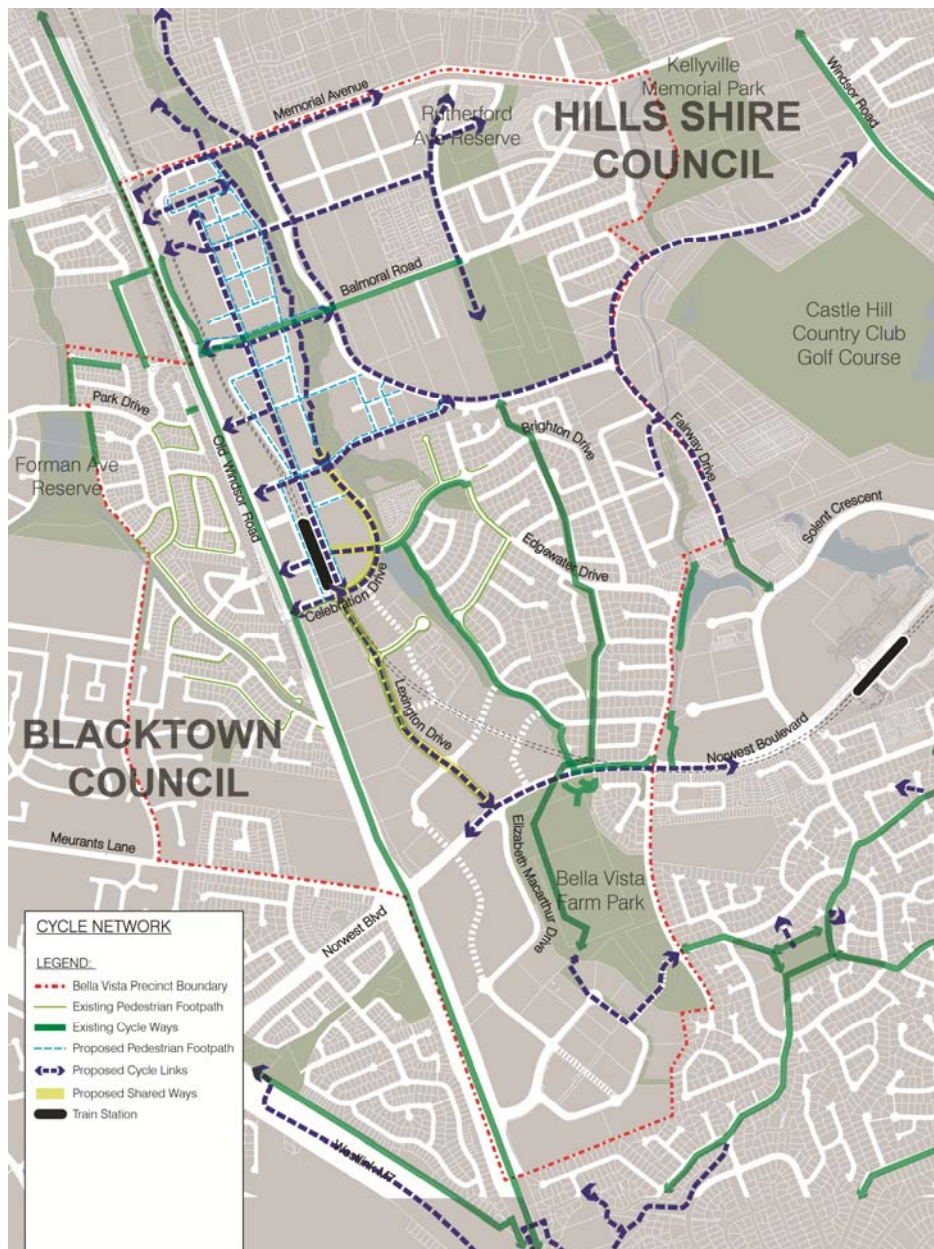 Kellyville
Memorial Park
Windsor Road
Memorial Avenue
Rutherford
Ave Reserve
HILLS SHIRE
COUNCIL
Balmoral Road
Castle Hill
Country Club
Golf Course
Park Drive
Old Windsor Road
Brighton Drive
Fairway Drive
Forman Ave
Reserve
Solent Crescent
Edgewater Drive
Celebration Drive
Lexington Drive
BLACKTOWN
COUNCIL
Norwest Boulevard
Meurants Lane
Elizabeth Macarthur Drive
Bella Vista
Farm Park
Norwest Blvd
CYCLE NETWORK
LEGEND:
Bella Vista Precinct Boundary
Existing Pedestrian Footpath
Existing Cycle Ways
Proposed Pedestrian Footpath
Proposed Cycle Links
Proposed Shared Ways
Train Station
Westlink M7